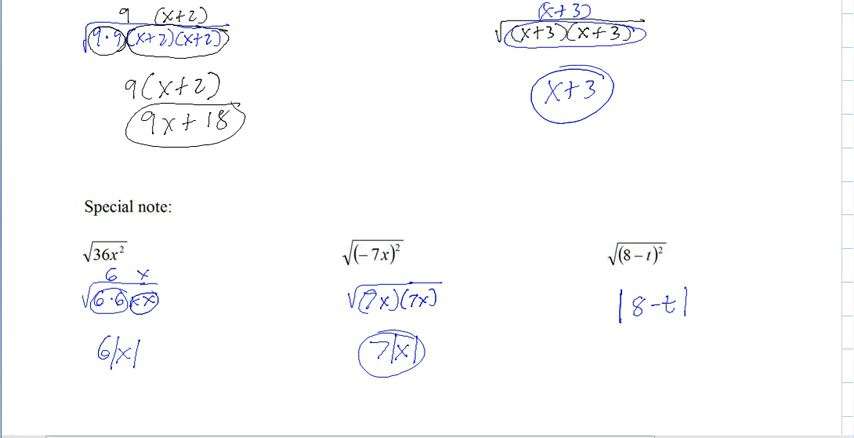 9 (x+2) (x+3)
√9·9(x+2)(x+2) √(x+3)(x+3)
9(x+2) x+3
9x+18
Special note:
√36x² √(–7x)² √(8–t)²
6 x
√6·6xx √(7x)(7x) |8-t|
6|x| 7|x|